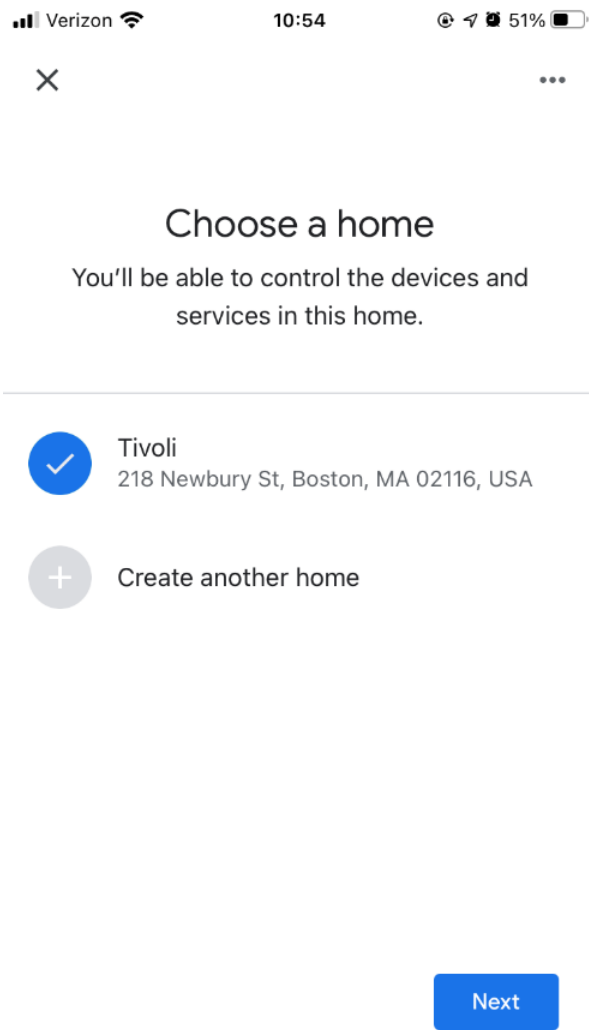 Verizon 10:54 51%
Choose a home
You'll be able to control the devices and
services in this home.
Tivoli
218 Newbury St, Boston, MA 02116, USA
Create another home
Next